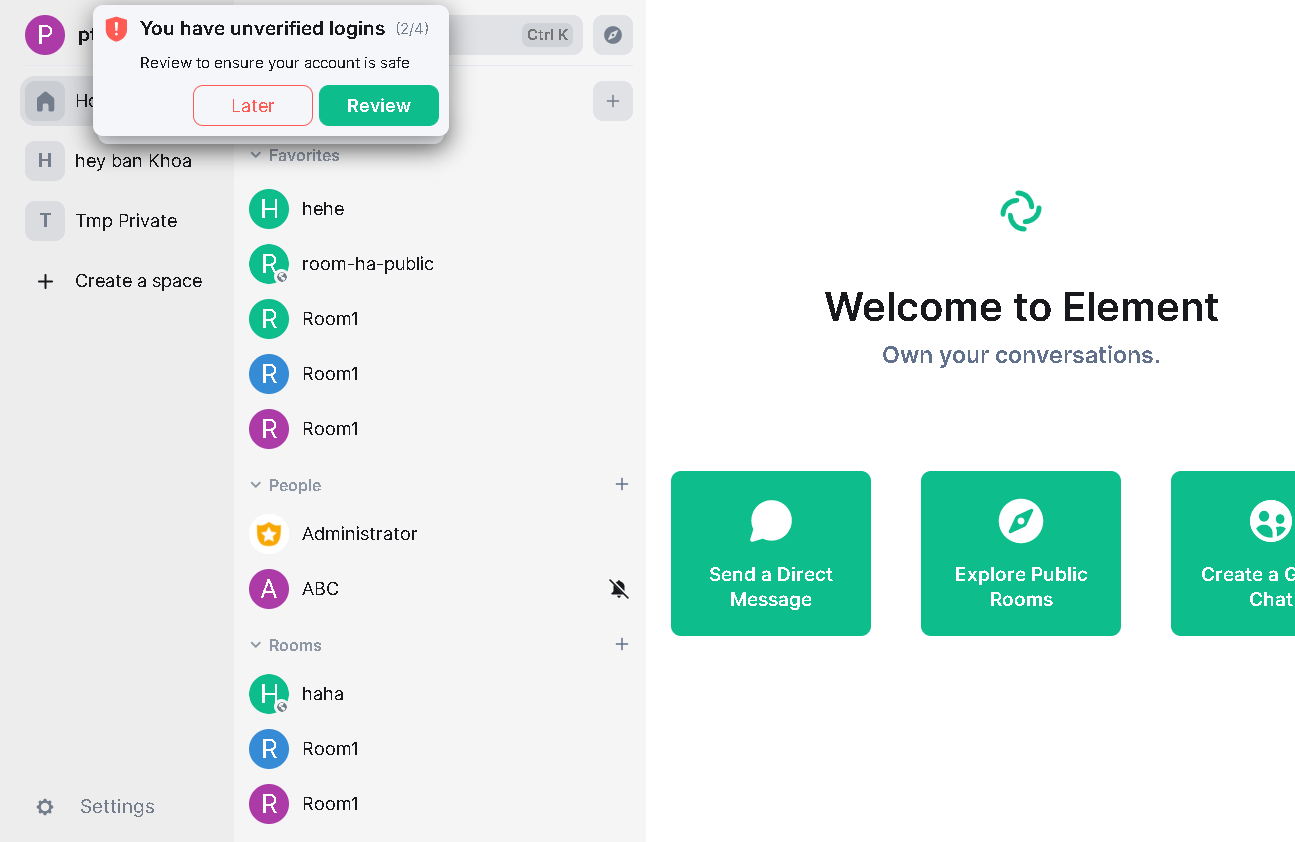 P
You have unverified logins (2/4)
Review to ensure your account is safe
Later
Review
Ctrl K
H
hey ban Khoa
T
Tmp Private
Create a space
Settings
Favorites
H
hehe
R
room-ha-public
R
Room1
R
Room1
R
Room1
People
Administrator
A
ABC
Rooms
H
haha
R
Room1
R
Room1
Welcome to Element
Own your conversations.
Send a Direct
Message
Explore Public
Rooms
Create a G
Chat